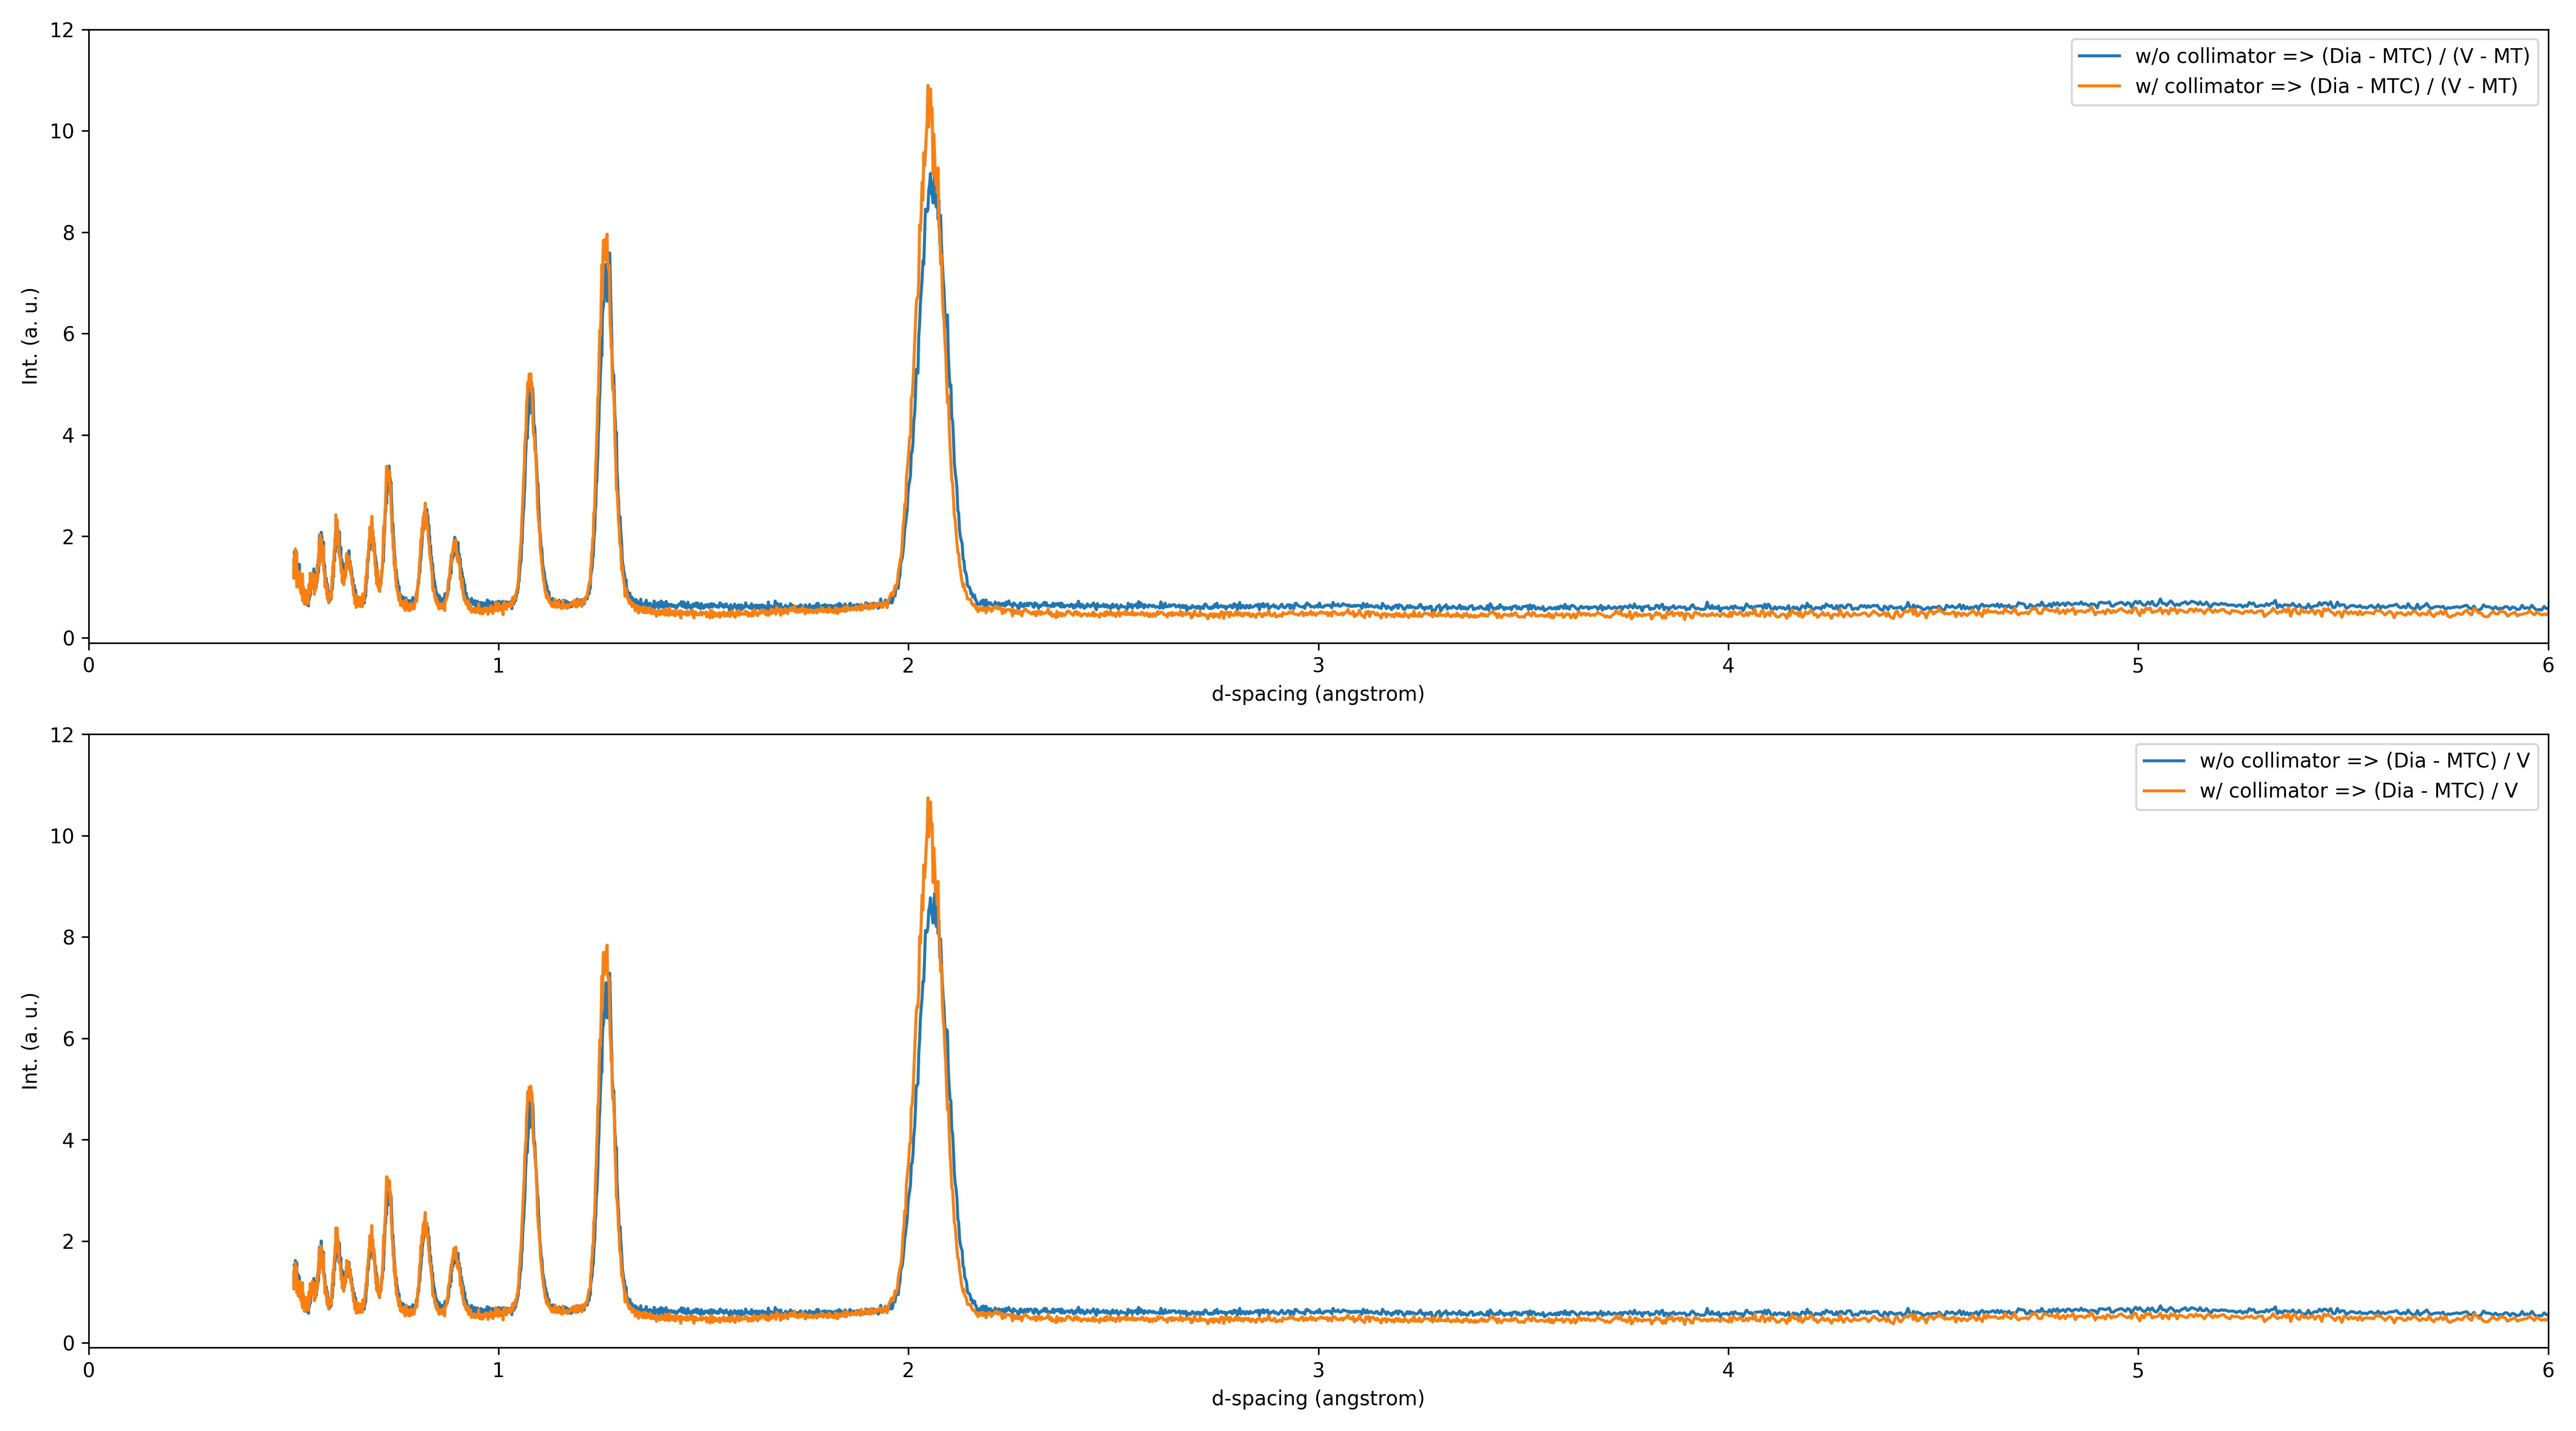 12
10
8
6
4
2
0
Int. (a. u.)
w/o collimator => (Dia - MTC) / (V - MT)
w/ collimator => (Dia - MTC) / (V - MT)
0 1 2 3 4 5 6
d-spacing (angstrom)
12
10
8
6
4
2
0
Int. (a. u.)
w/o collimator => (Dia - MTC) / V
w/ collimator => (Dia - MTC) / V
0 1 2 3 4 5 6
d-spacing (angstrom)